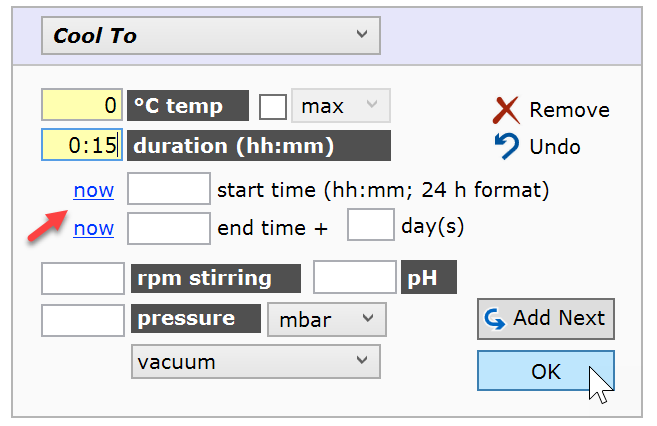 Cool To
0 °C temp max
Remove
0:15 duration (hh:mm)
Undo
now start time (hh:mm; 24 h format)
now end time + day(s)
rpm stirring pH
pressure mbar
Add Next
vacuum
OK